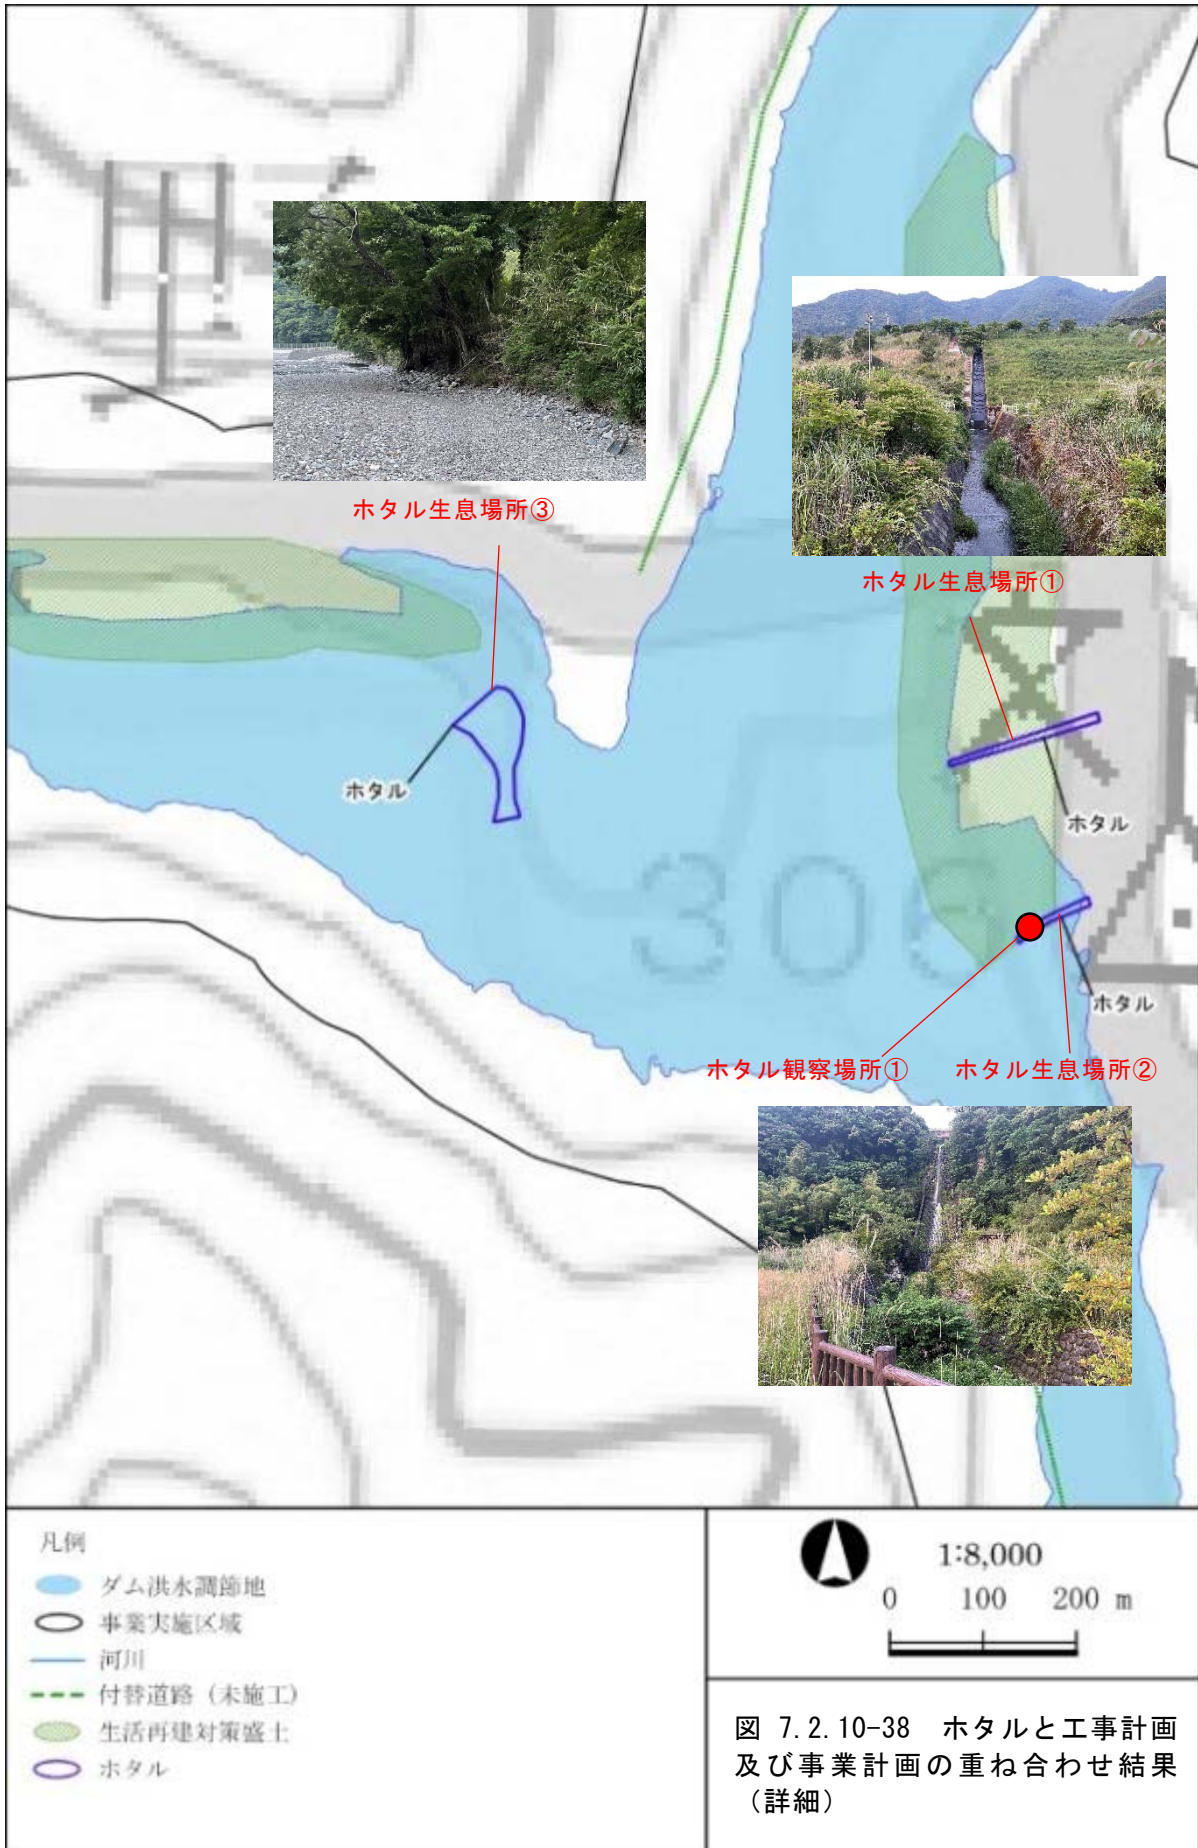 ホタル生息場所③
ホタル生息場所①
ホタル
ホタル
306
ホタル
ホタル観察場所①
ホタル生息場所②
凡例
ダム洪水調節地
事業実施区域
河川
付替道路（未施工）
生活再建対策盛土
ホタル
1:8,000
0 100 200 m
図 7.2.10-38 ホタルと工事計画
及び事業計画の重ね合わせ結果
（詳細）